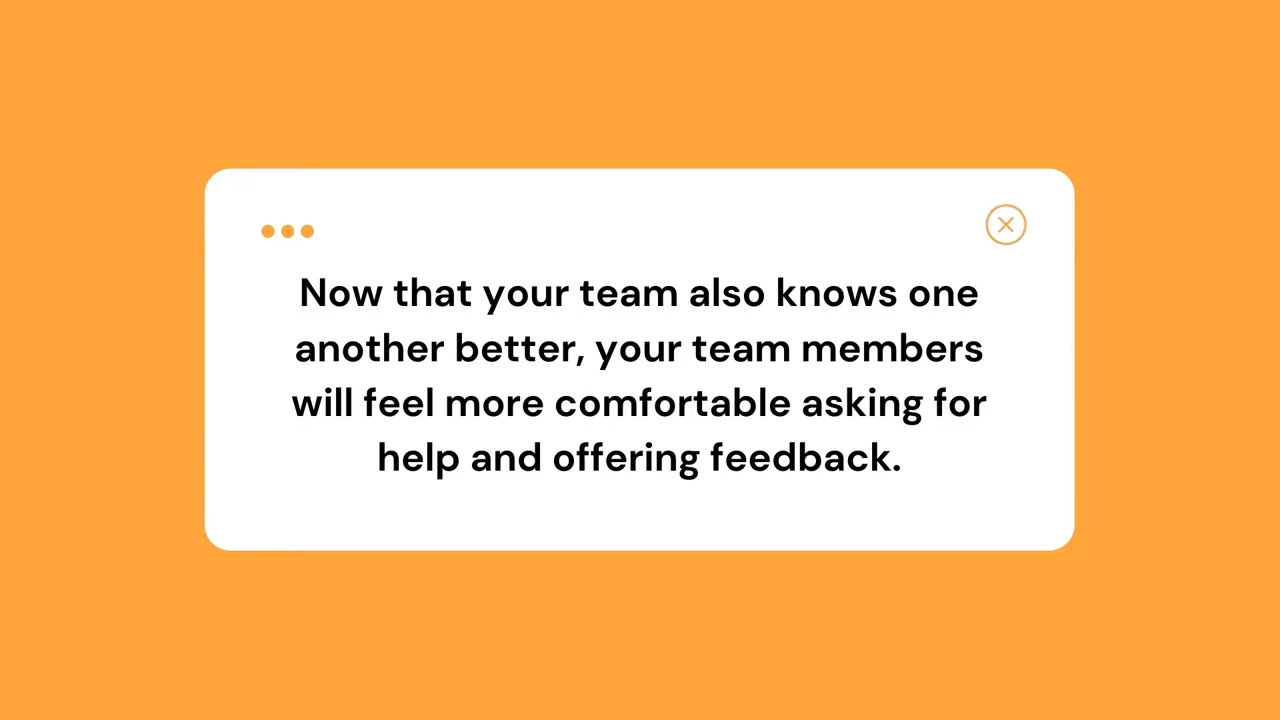 Now that your team also knows one
another better, your team members
will feel more comfortable asking for
help and offering feedback.